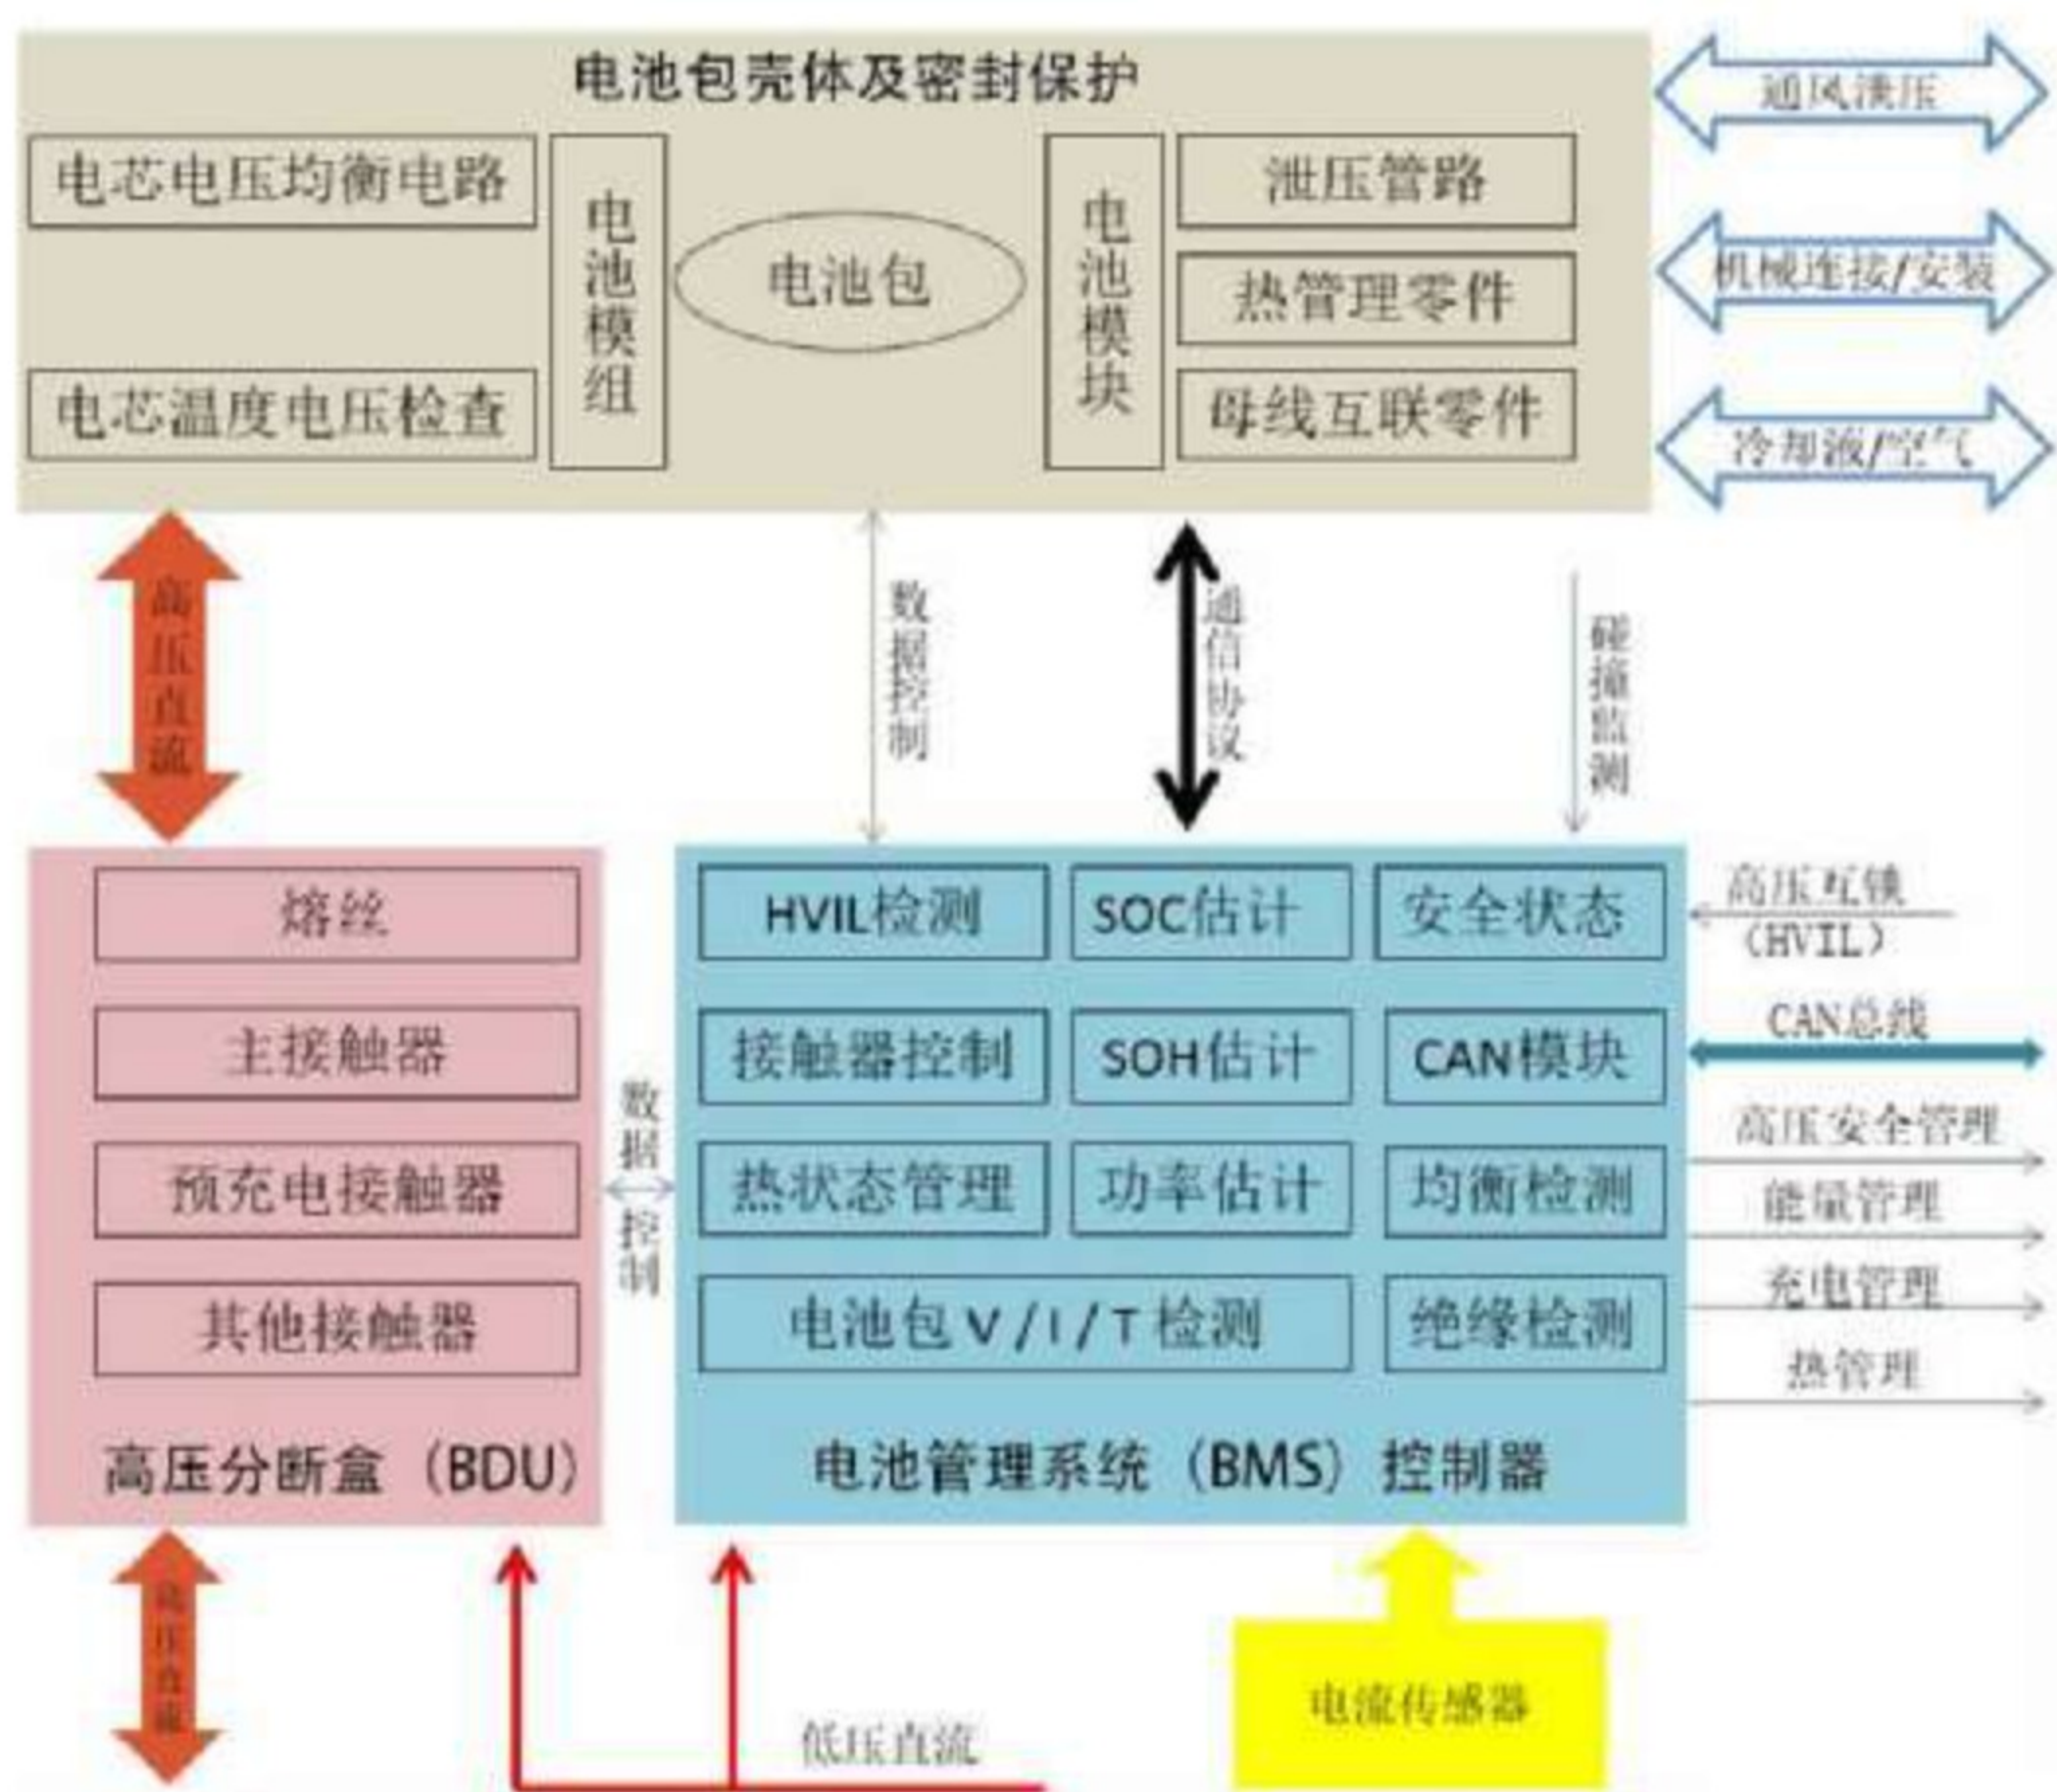 电池包壳体及密封保护
电芯电压均衡电路
电芯温度电压检查
电池模组
电池包
电池模块
泄压管路
热管理零件
母线互联零件
通风泄压
机械连接/安装
冷却液/空气
高压直流
数据控制
通信协议
碰撞监测
熔丝
主接触器
预充电接触器
其他接触器
高压分断盒（BDU）
数据控制
HVIL检测
SOC估计
安全状态
接触器控制
SOH估计
CAN模块
热状态管理
功率估计
均衡检测
电池包V/I/T检测
绝缘检测
电池管理系统（BMS）控制器
高压互锁
（HVIL）
CAN总线
高压安全管理
能量管理
充电管理
热管理
高压直流
低压直流
电流传感器